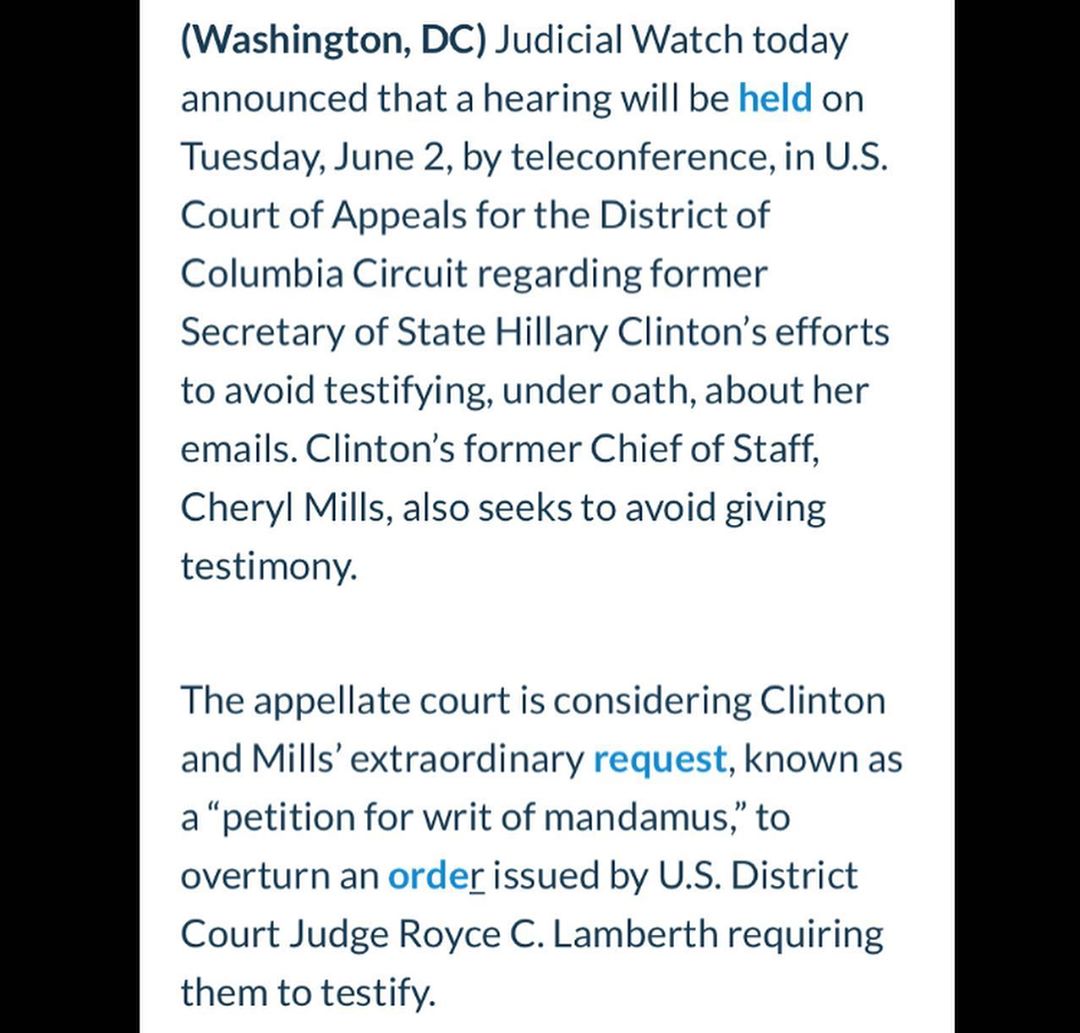 (Washington, DC) Judicial Watch today
announced that a hearing will be held on
Tuesday, June 2, by teleconference, in U.S.
Court of Appeals for the District of
Columbia Circuit regarding former
Secretary of State Hillary Clinton’s efforts
to avoid testifying, under oath, about her
emails. Clinton’s former Chief of Staff,
Cheryl Mills, also seeks to avoid giving
testimony.
The appellate court is considering Clinton
and Mills’ extraordinary request, known as
a “petition for writ of mandamus,” to
overturn an order issued by U.S. District
Court Judge Royce C. Lamberth requiring
them to testify.